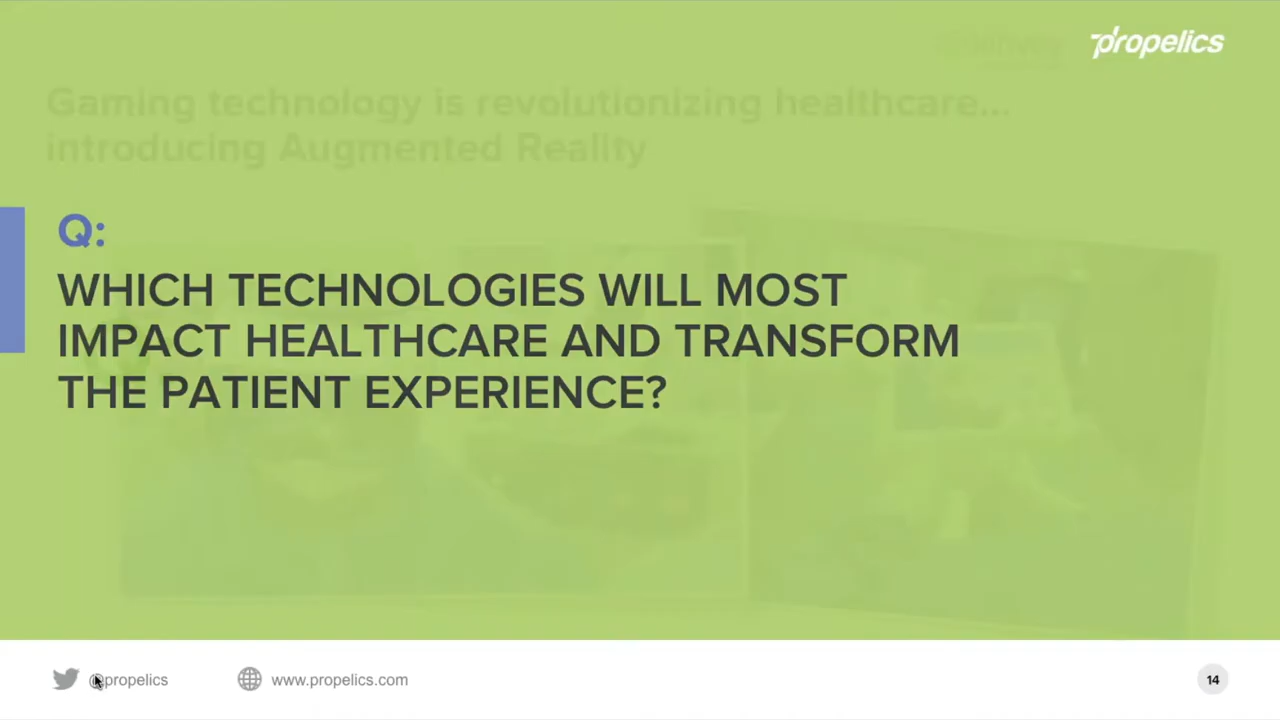 propelics
Gaming technology is revolutionizing healthcare...
introducing Augmented Reality
Q:
WHICH TECHNOLOGIES WILL MOST
IMPACT HEALTHCARE AND TRANSFORM
THE PATIENT EXPERIENCE?
@propelics
www.propelics.com
14